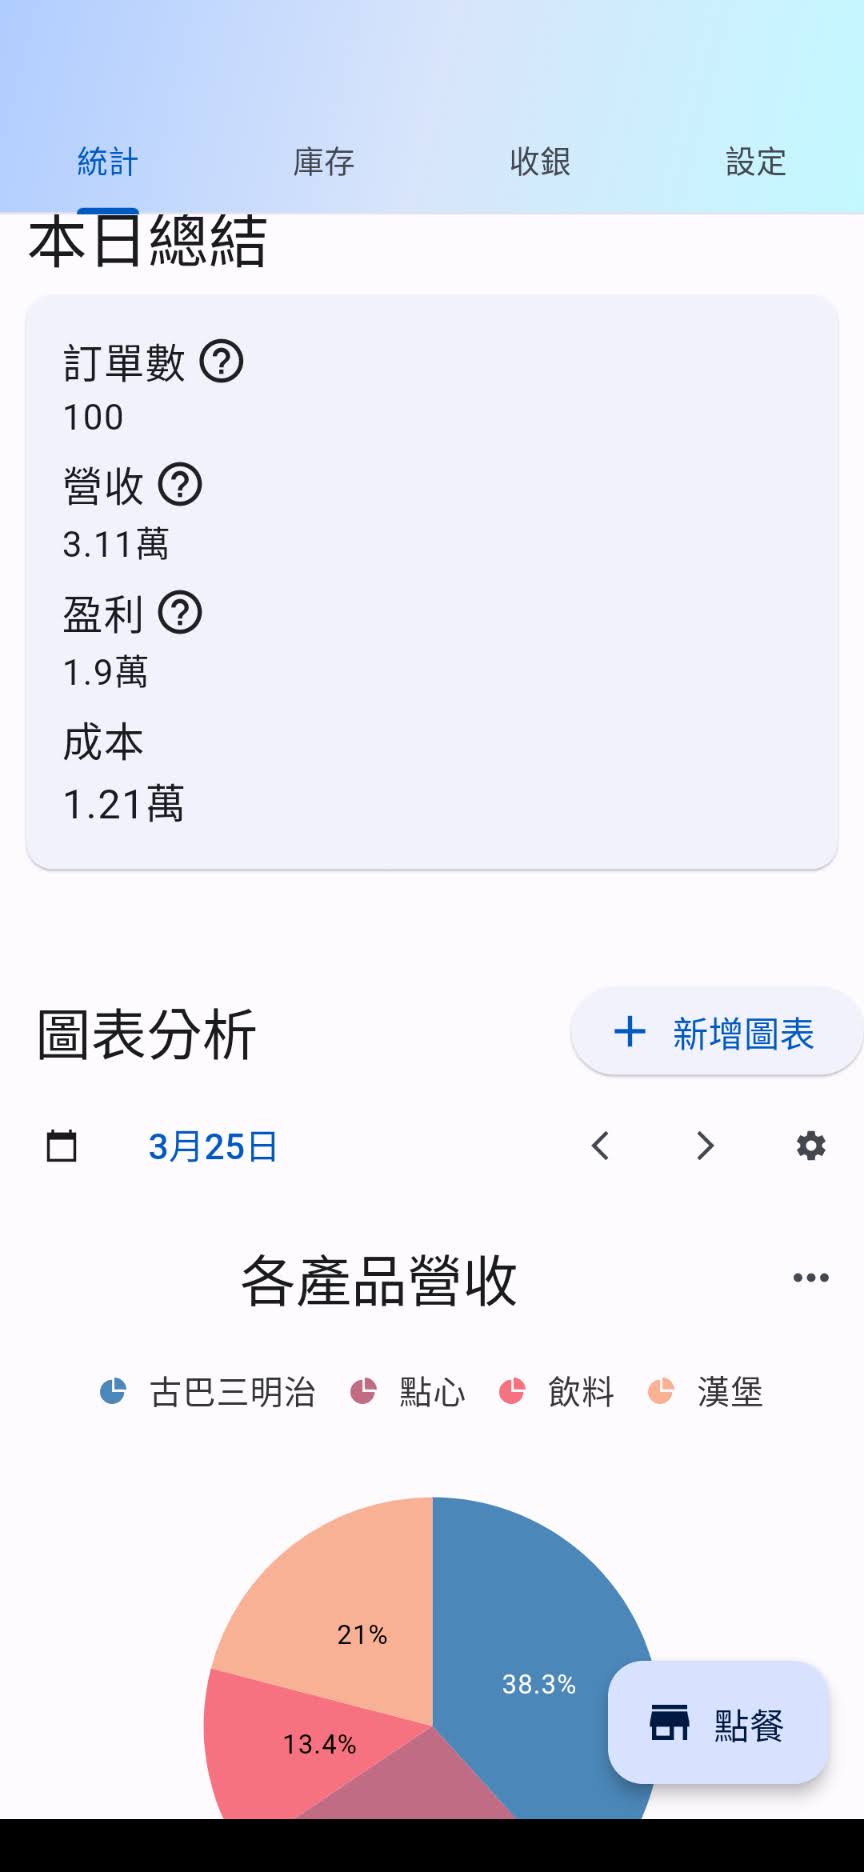 統計 庫存 收銀 設定
本日總結
訂單數
100
營收
3.11萬
盈利
1.9萬
成本
1.21萬
圖表分析
+ 新增圖表
3月25日
各產品營收
古巴三明治 點心 飲料 漢堡
21%
38.3%
13.4%
點餐